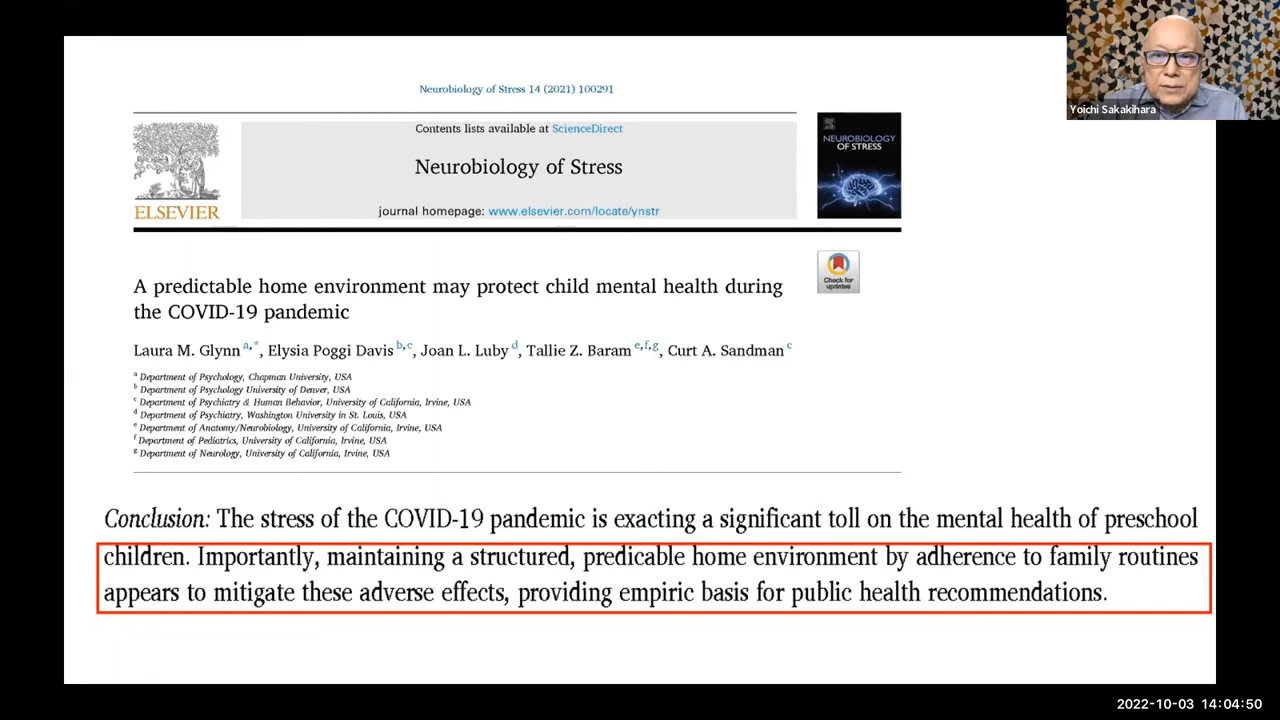 Yoichi Sakakihara
Neurobiology of Stress 14 (2021) 100291
Contents lists available at ScienceDirect
Neurobiology of Stress
journal homepage: www.elsevier.com/locate/ynstr
ELSEVIER
NEUROBIOLOGY
OF STRESS
Check for
updates
A predictable home environment may protect child mental health during
the COVID-19 pandemic
Laura M. Glynn a,*, Elysia Poggi Davis b,c, Joan L. Luby d, Tallie Z. Baram e,f,g, Curt A. Sandman c
a Department of Psychology, Chapman University, USA
b Department of Psychology University of Denver, USA
c Department of Psychiatry & Human Behavior, University of California, Irvine, USA
d Department of Psychiatry, Washington University in St. Louis, USA
e Department of Anatomy/Neurobiology, University of California, Irvine, USA
f Department of Pediatrics, University of California, Irvine, USA
g Department of Neurology, University of California, Irvine, USA
Conclusion: The stress of the COVID-19 pandemic is exacting a significant toll on the mental health of preschool
children. Importantly, maintaining a structured, predicable home environment by adherence to family routines
appears to mitigate these adverse effects, providing empiric basis for public health recommendations.
2022-10-03 14:04:50